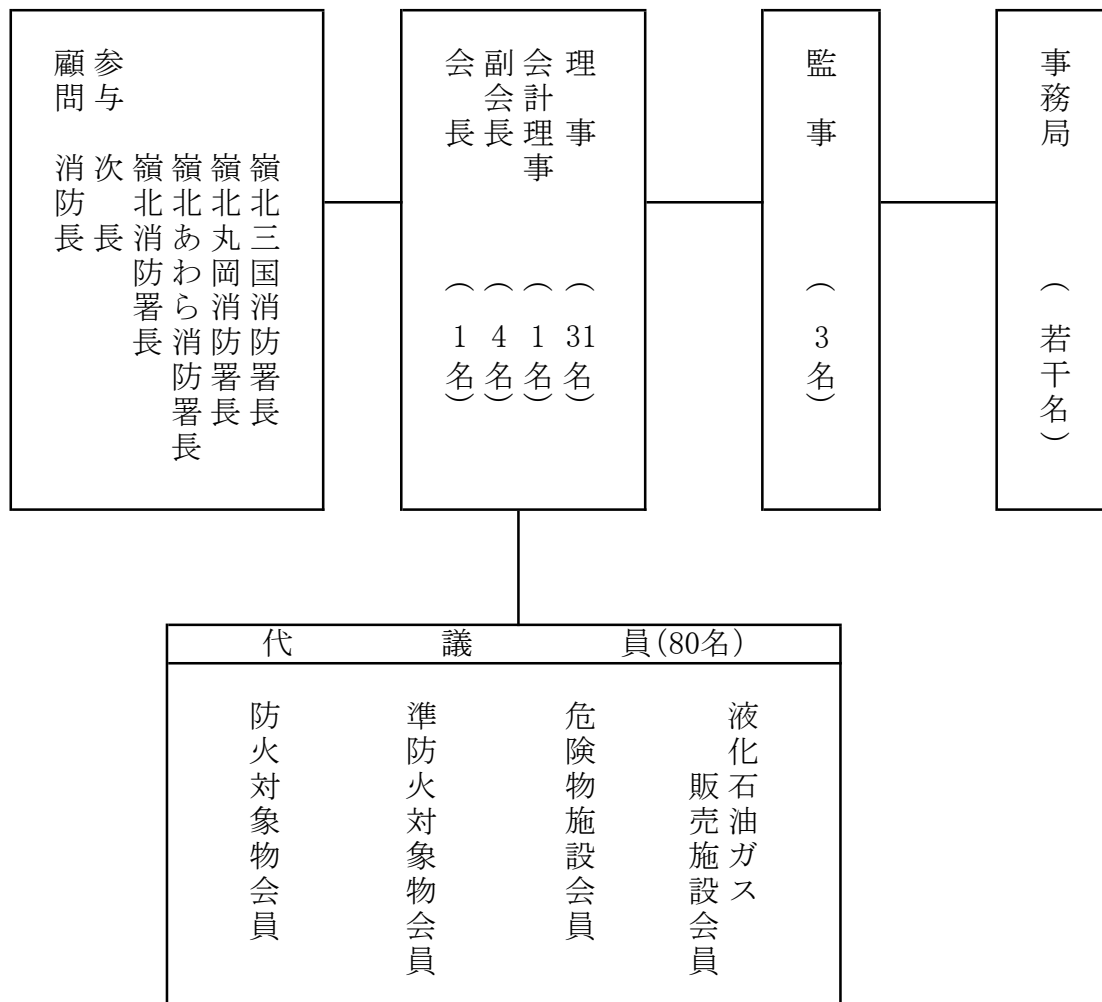 顧問　消防長
参与　次　長
嶺北消防署長
嶺北あわら消防署長
嶺北丸岡消防署長
嶺北三国消防署長
会　長　（　1名）
副会長　（　4名）
会計理事　（　1名）
理　事　（　31名）
監　事　（　3名）
事務局　（　若干名）
代　議　員(80名)
防火対象物会員
準防火対象物会員
危険物施設会員
液化石油ガス
販売施設会員